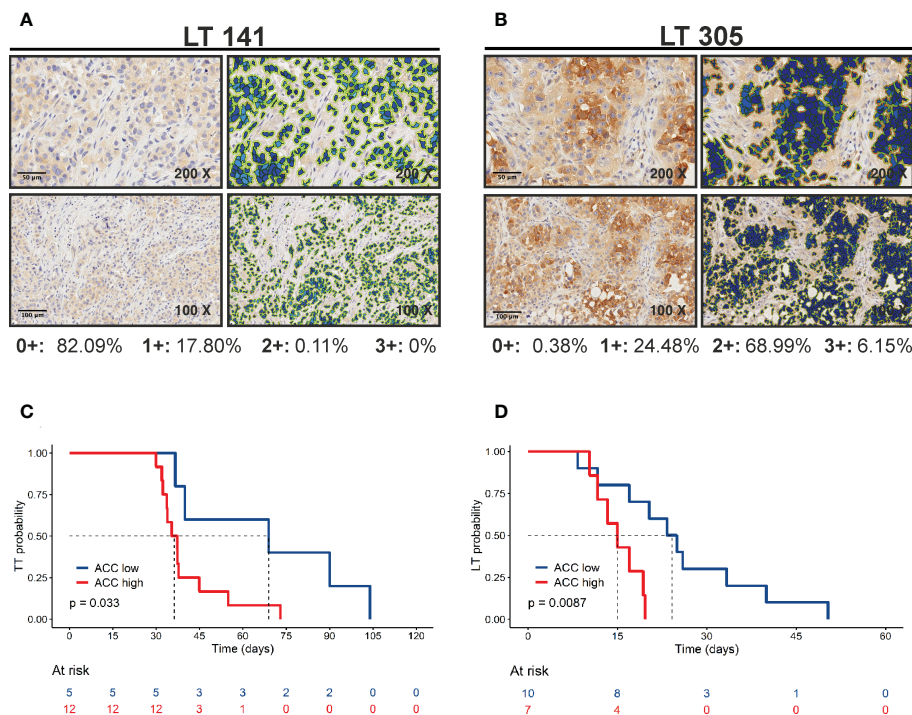 A
LT 141
200 X
50 µm
200 X
100 X
100 µm
100 X
0+: 82.09% 1+: 17.80% 2+: 0.11% 3+: 0%
B
LT 305
200 X
50 µm
200 X
100 X
100 µm
100 X
0+: 0.38% 1+: 24.48% 2+: 68.99% 3+: 6.15%
C
TT probability
1.00
0.75
0.50
0.25
0.00
ACC low
ACC high
p = 0.033
0 15 30 45 60 75 90 105 120
Time (days)
At risk
5 5 5 3 3 2 2 0 0
12 12 12 3 1 0 0 0 0
D
LT probability
1.00
0.75
0.50
0.25
0.00
ACC low
ACC high
p = 0.0087
0 15 30 45 60
Time (days)
At risk
10 8 3 1 0
7 4 0 0 0